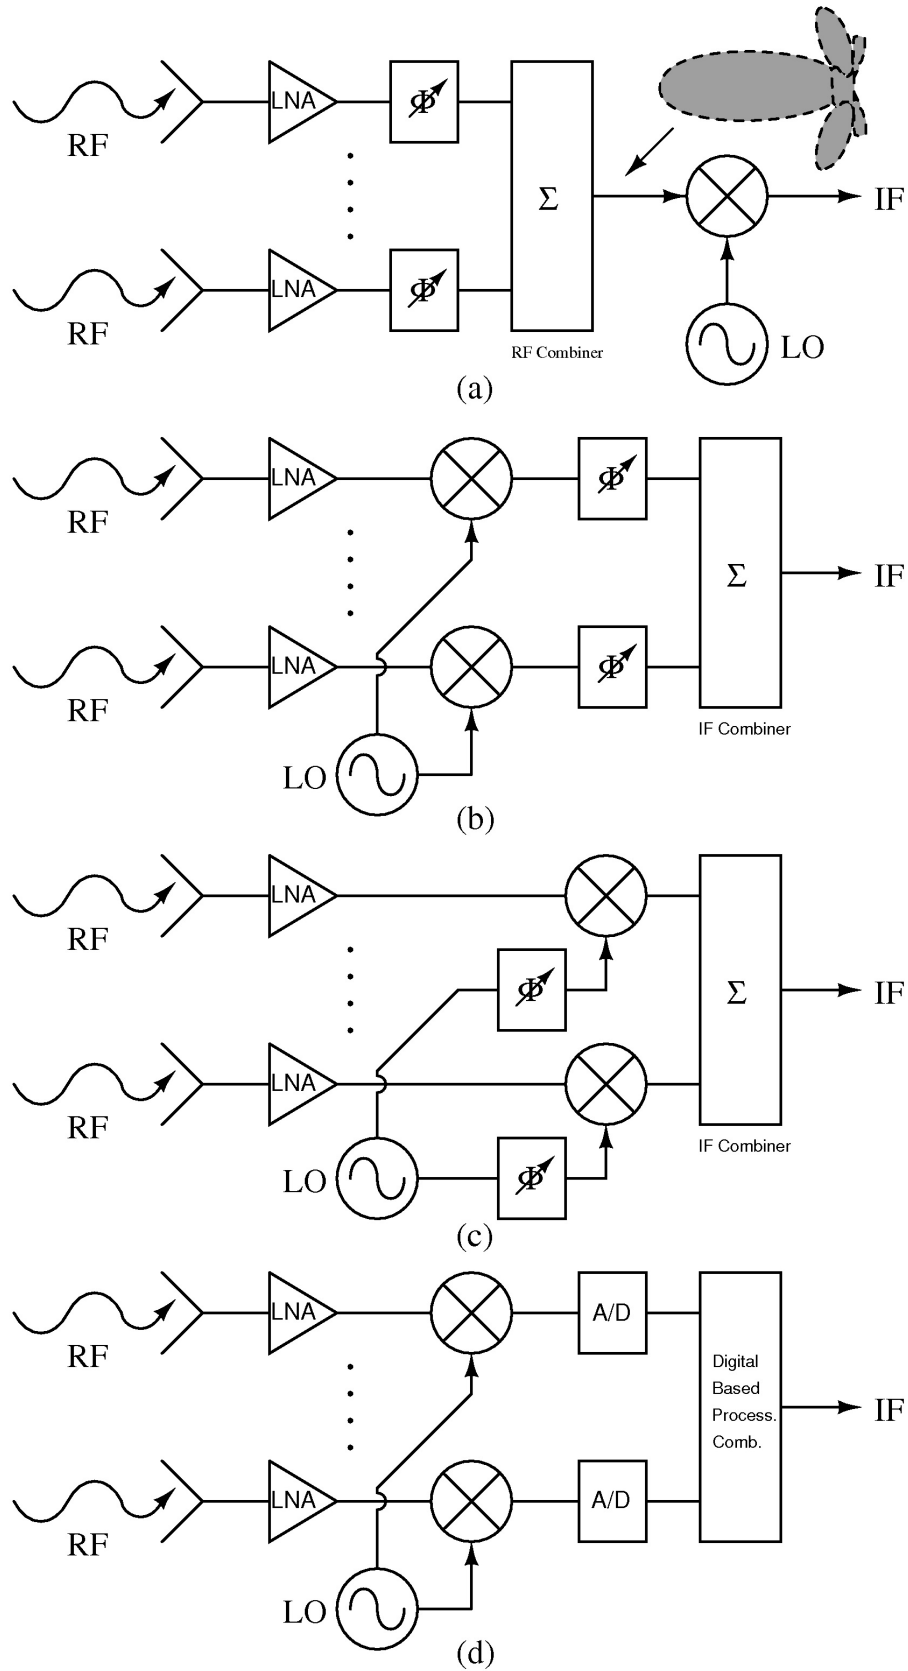 RF
LNA
Φ
Σ
IF
RF
LNA
Φ
RF Combiner
LO
(a)
RF
LNA
Φ
Σ
IF
RF
LNA
Φ
IF Combiner
LO
(b)
RF
LNA
Φ
Σ
IF
RF
LNA
IF Combiner
LO
Φ
(c)
RF
LNA
A/D
Digital
Based
Process.
Comb.
IF
RF
LNA
A/D
LO
(d)